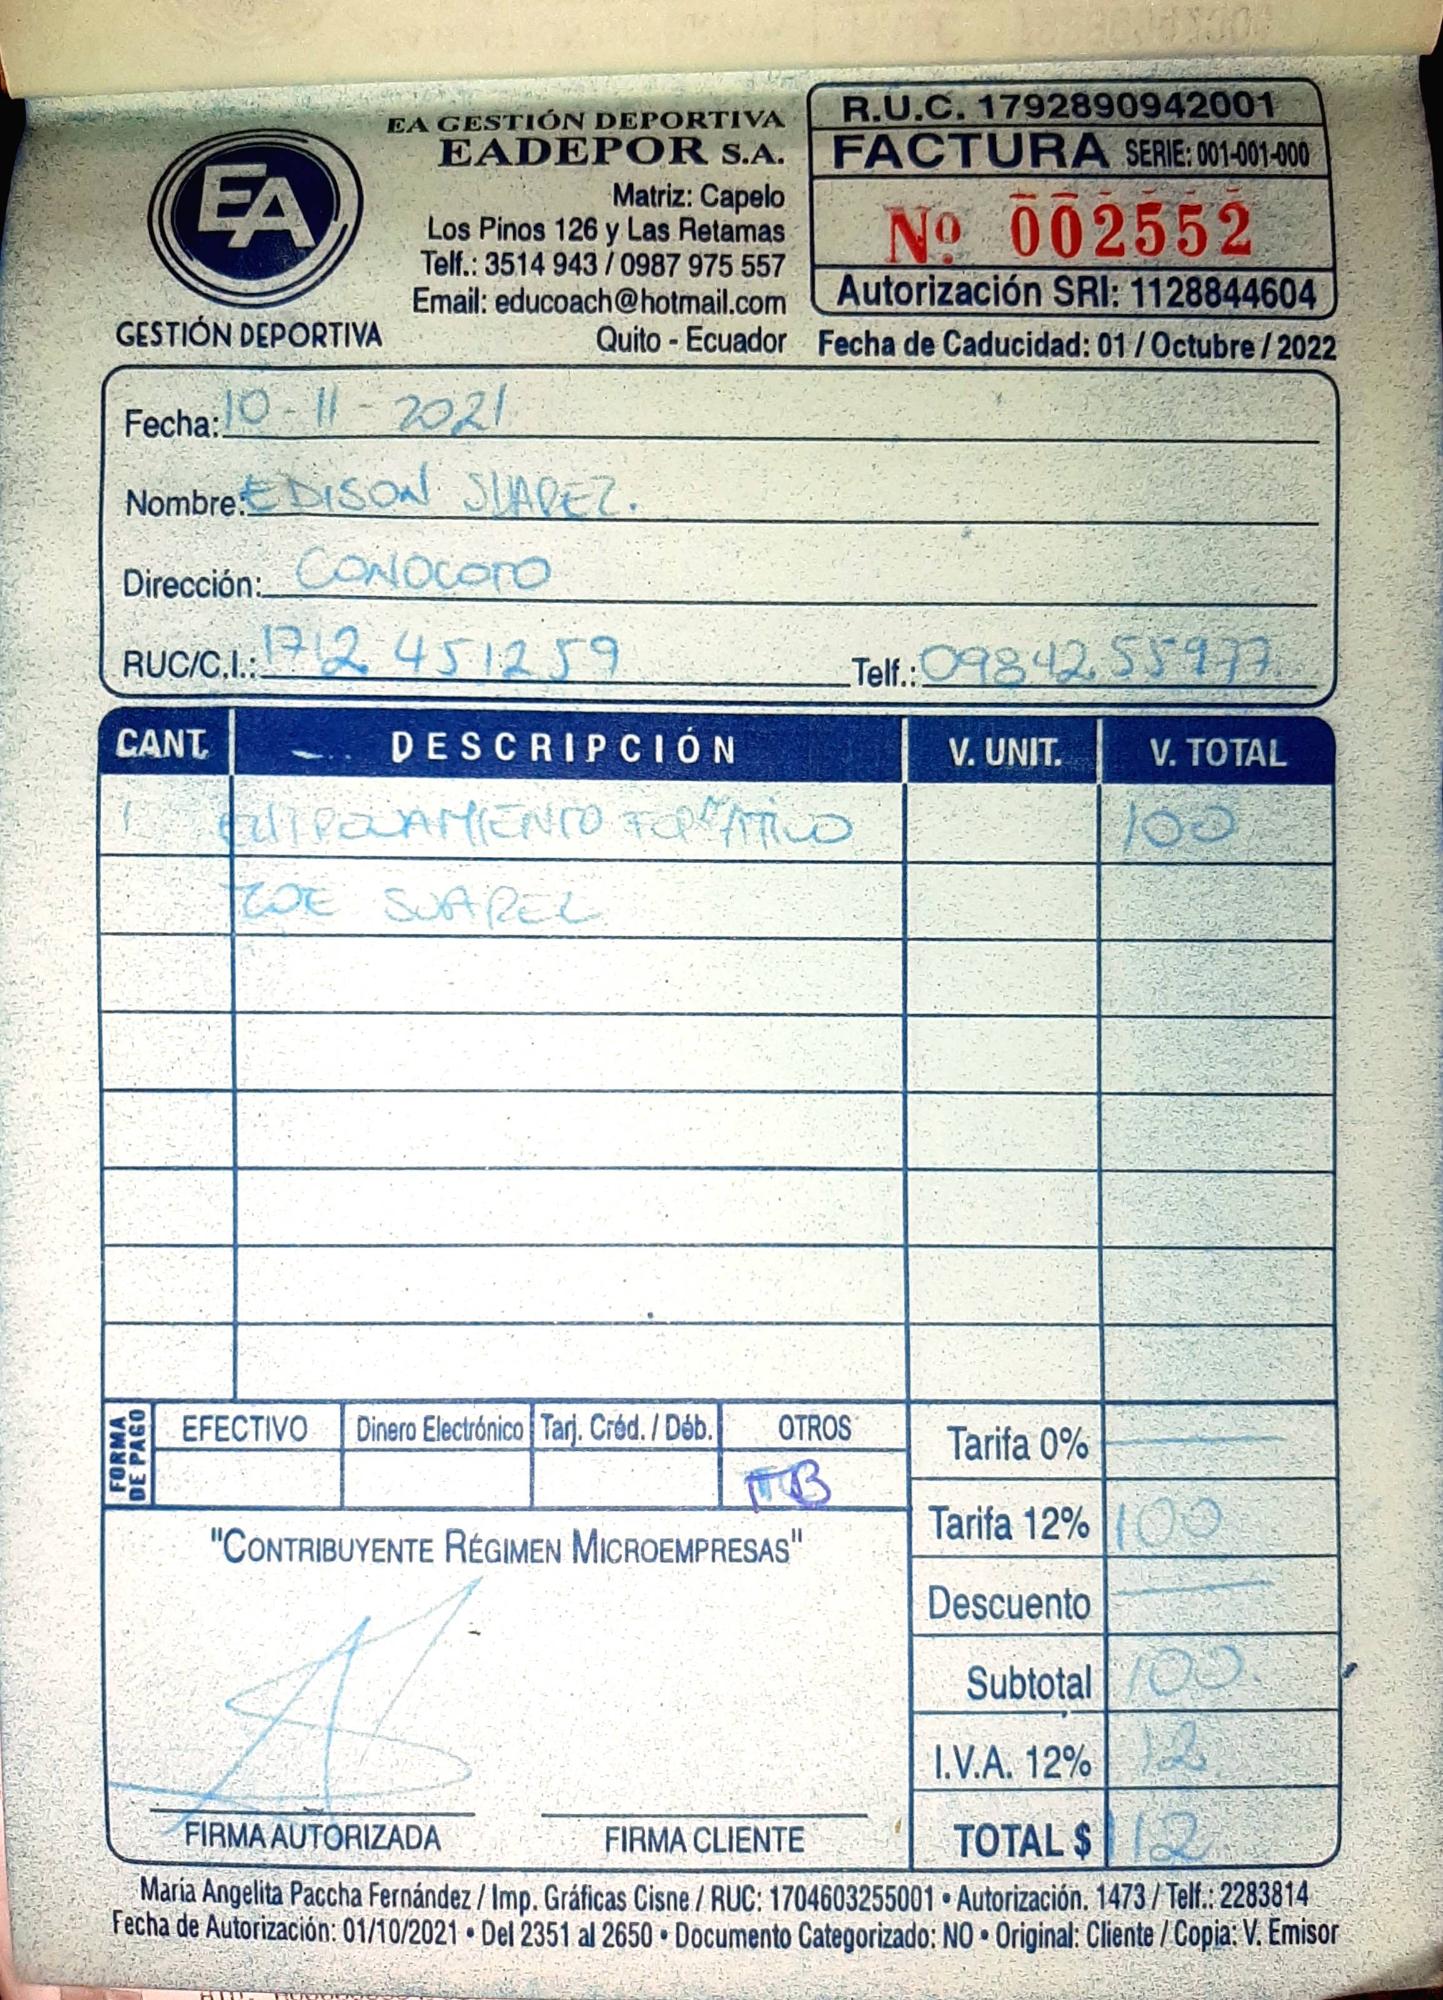 EA GESTIÓN DEPORTIVA
EADEPOR S.A.
Matriz: Capelo
Los Pinos 126 y Las Retamas
Telf.: 3514 943 / 0987 975 557
Email: educoach@hotmail.com
Quito - Ecuador
EA
GESTIÓN DEPORTIVA
R.U.C. 1792890942001
FACTURA SERIE: 001-001-000
Nº 002552
Autorización SRI: 1128844604
Fecha de Caducidad: 01 / Octubre / 2022
Fecha: 10-11-2021
Nombre: EDISON SUAREZ.
Dirección: CONOCOTO
RUC/C.I.: 1712451259 Telf.: 0984255977
CANT. DESCRIPCIÓN V. UNIT. V. TOTAL
1 100
ZOE SUAREZ
FORMA DE PAGO
EFECTIVO Dinero Electrónico Tarj. Créd. / Déb. OTROS
Tarifa 0% —
Tarifa 12% 100
"CONTRIBUYENTE RÉGIMEN MICROEMPRESAS"
Descuento —
Subtotal 100.
I.V.A. 12% 12
TOTAL $ 112
FIRMA AUTORIZADA FIRMA CLIENTE
María Angelita Paccha Fernández / Imp. Gráficas Cisne / RUC: 1704603255001 • Autorización. 1473 / Telf.: 2283814
Fecha de Autorización: 01/10/2021 • Del 2351 al 2650 • Documento Categorizado: NO • Original: Cliente / Copia: V. Emisor